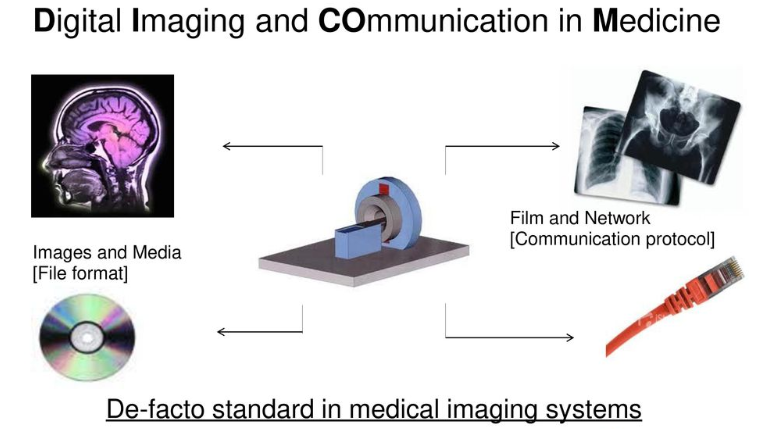 Digital Imaging and COmmunication in Medicine
Film and Network
[Communication protocol]
Images and Media
[File format]
De-facto standard in medical imaging systems